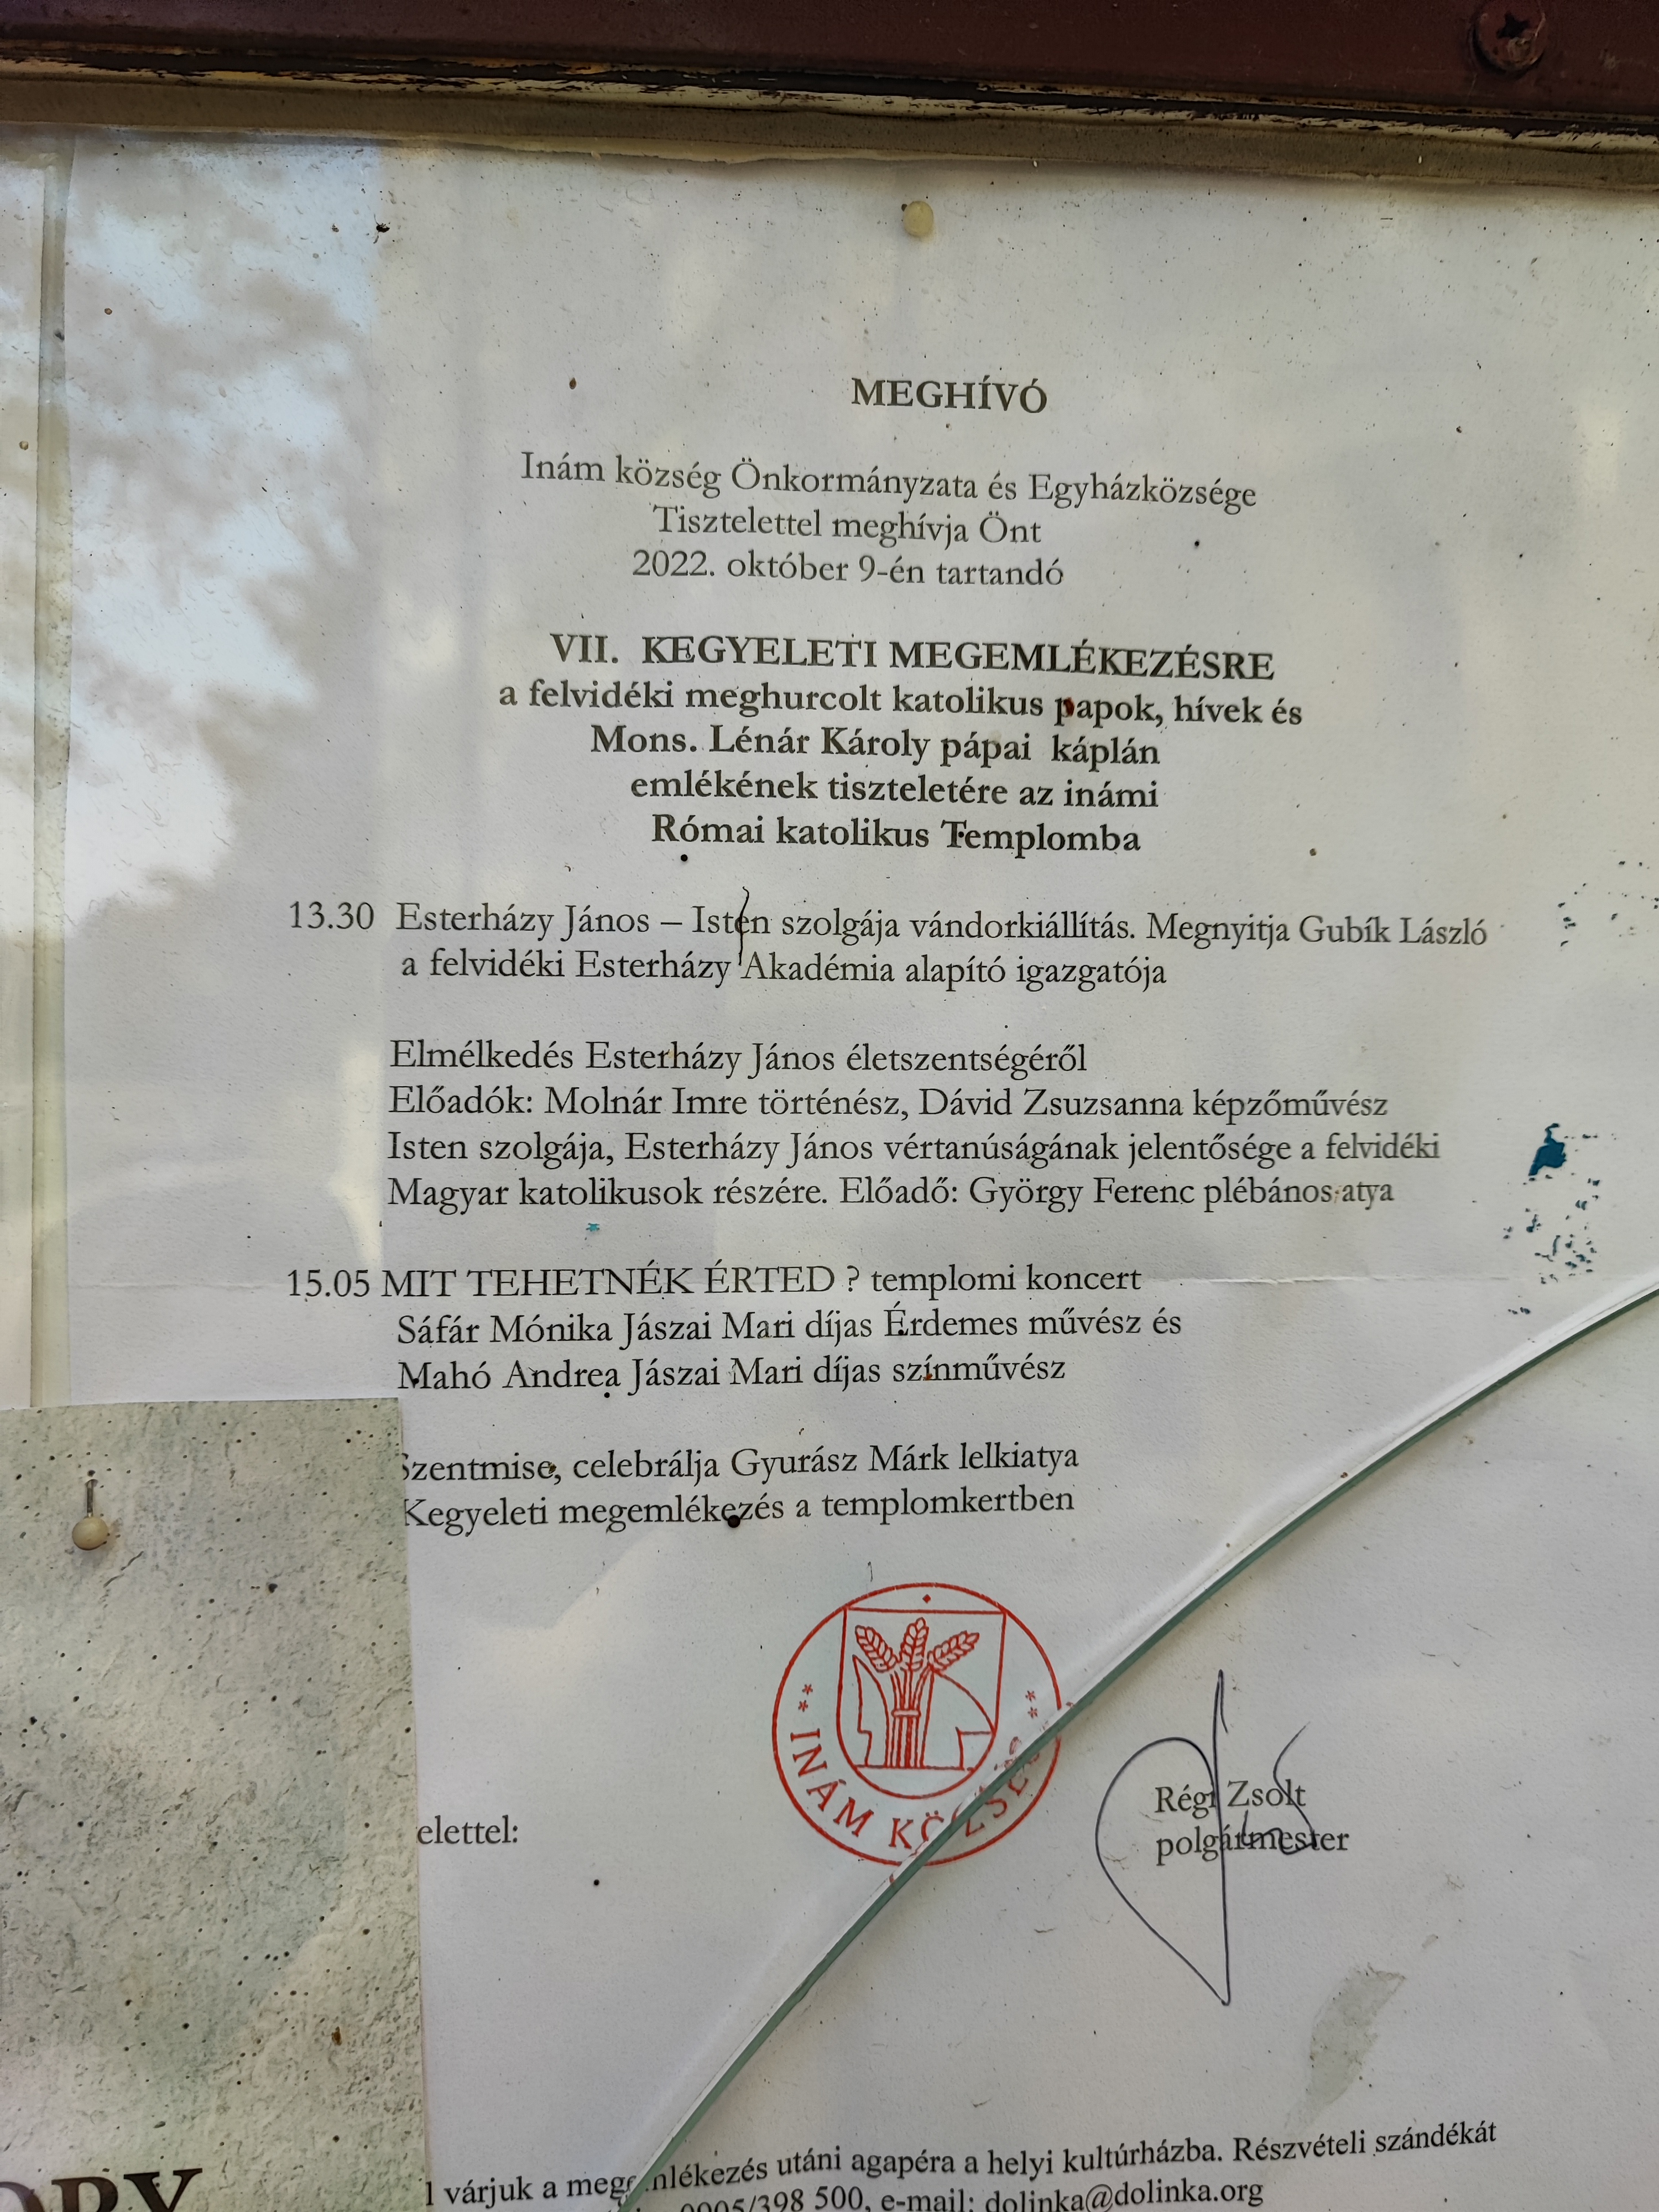 MEGHÍVÓ
Inám község Önkormányzata és Egyházközsége
Tisztelettel meghívja Önt
2022. október 9-én tartandó
VII. KEGYELETI MEGEMLÉKEZÉSRE
a felvidéki meghurcolt katolikus papok, hívek és
Mons. Lénár Károly pápai káplán
emlékének tiszteletére az inámi
Római katolikus Templomba
13.30 Esterházy János – Isten szolgája vándorkiállítás. Megnyitja Gubík László
a felvidéki Esterházy Akadémia alapító igazgatója
Elmélkedés Esterházy János életszentségéről
Előadók: Molnár Imre történész, Dávid Zsuzsanna képzőművész
Isten szolgája, Esterházy János vértanúságának jelentősége a felvidéki
Magyar katolikusok részére. Előadő: György Ferenc plébános atya
15.05 MIT TEHETNÉK ÉRTED ? templomi koncert
Sáfár Mónika Jászai Mari díjas Érdemes művész és
Mahó Andrea Jászai Mari díjas színművész
Szentmise, celebrálja Gyurász Márk lelkiatya
Kegyeleti megemlékezés a templomkertben
** INÁM KÖZSÉG **
elettel:
Régi Zsolt
polgármester
l várjuk a megemlékezés utáni agapéra a helyi kultúrházba. Részvételi szándékát
0905/398 500, e-mail: dolinka@dolinka.org